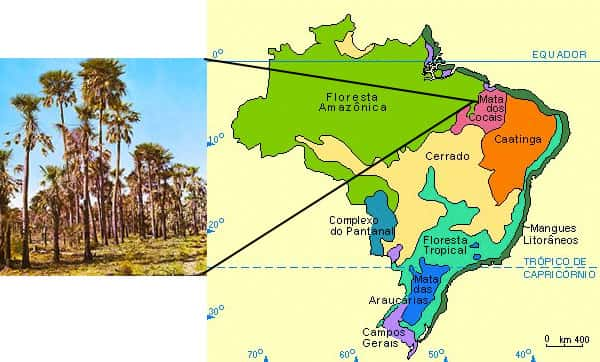 0°
EQUADOR
Floresta
Amazônica
Mata
dos
Cocais
Caatinga
10°
Cerrado
Complexo
do Pantanal
20°
Floresta
Tropical
Mangues
Litorâneos
TRÓPICO DE
CAPRICÓRNIO
Mata
das
Araucárias
30°
Campos
Gerais
0 km 400
70°
60°
50°
40°